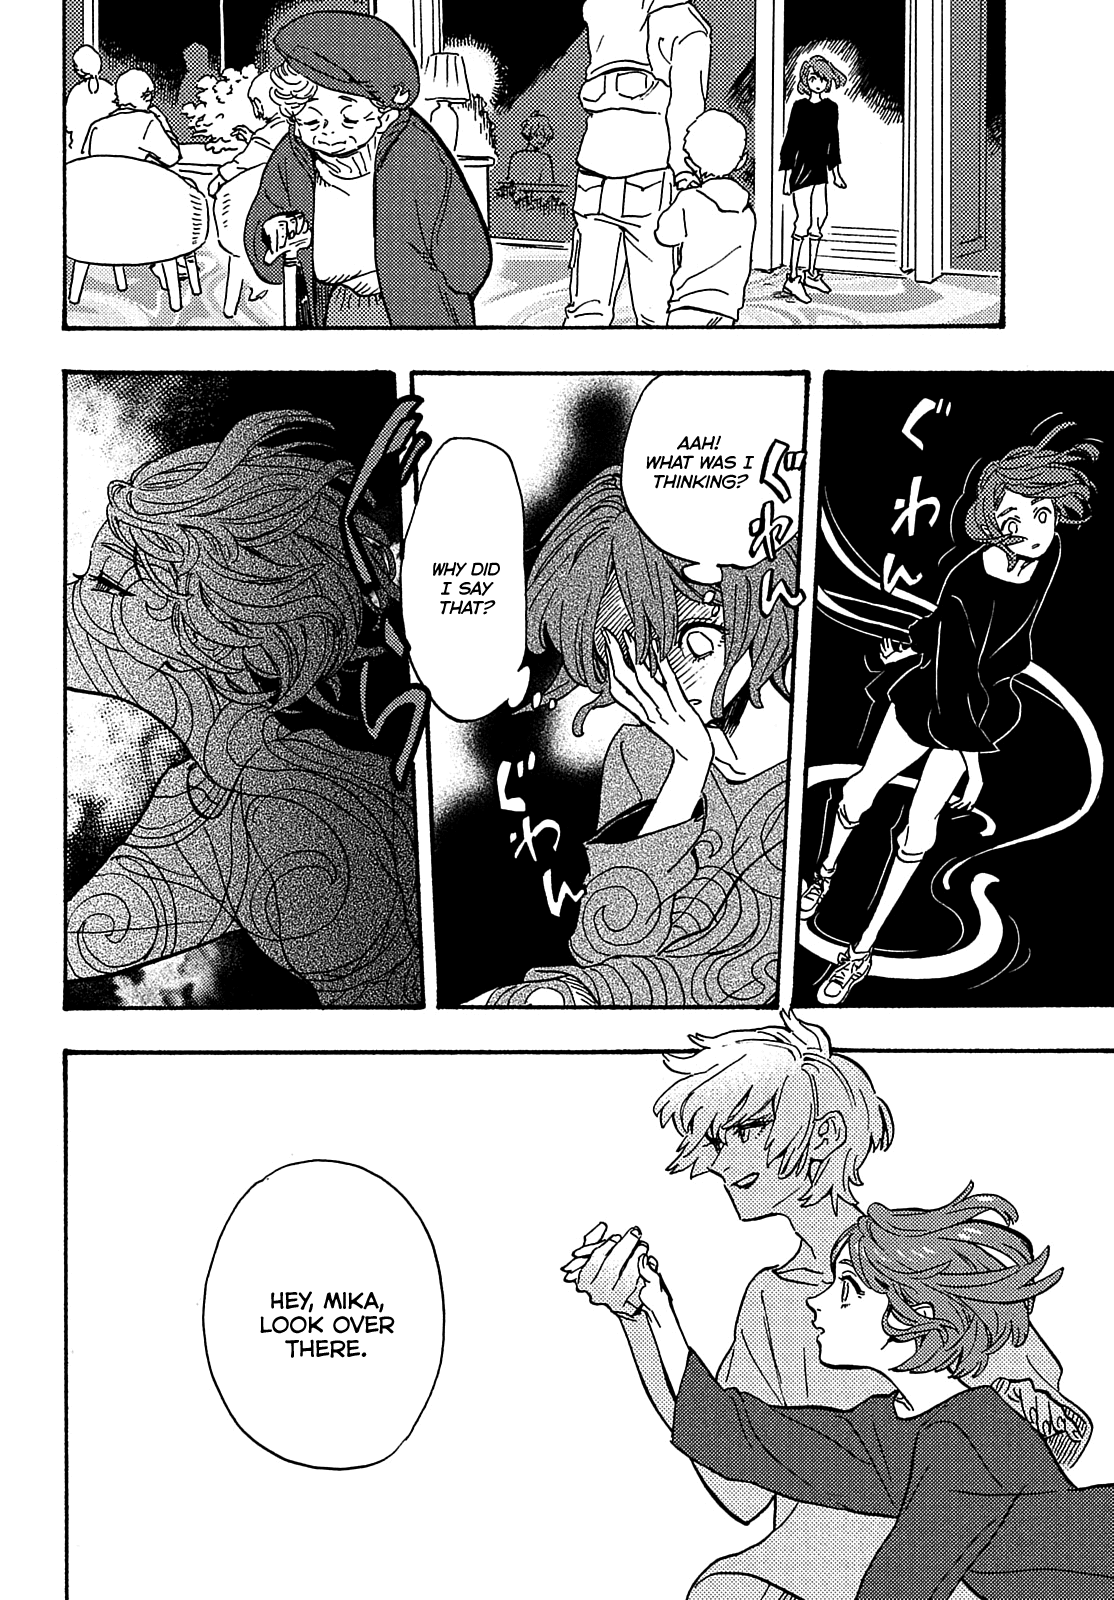 ぐわん
AAH!
WHAT WAS I
THINKING?
ぐわん
WHY DID
I SAY
THAT?
ぐわん
HEY, MIKA,
LOOK OVER
THERE.